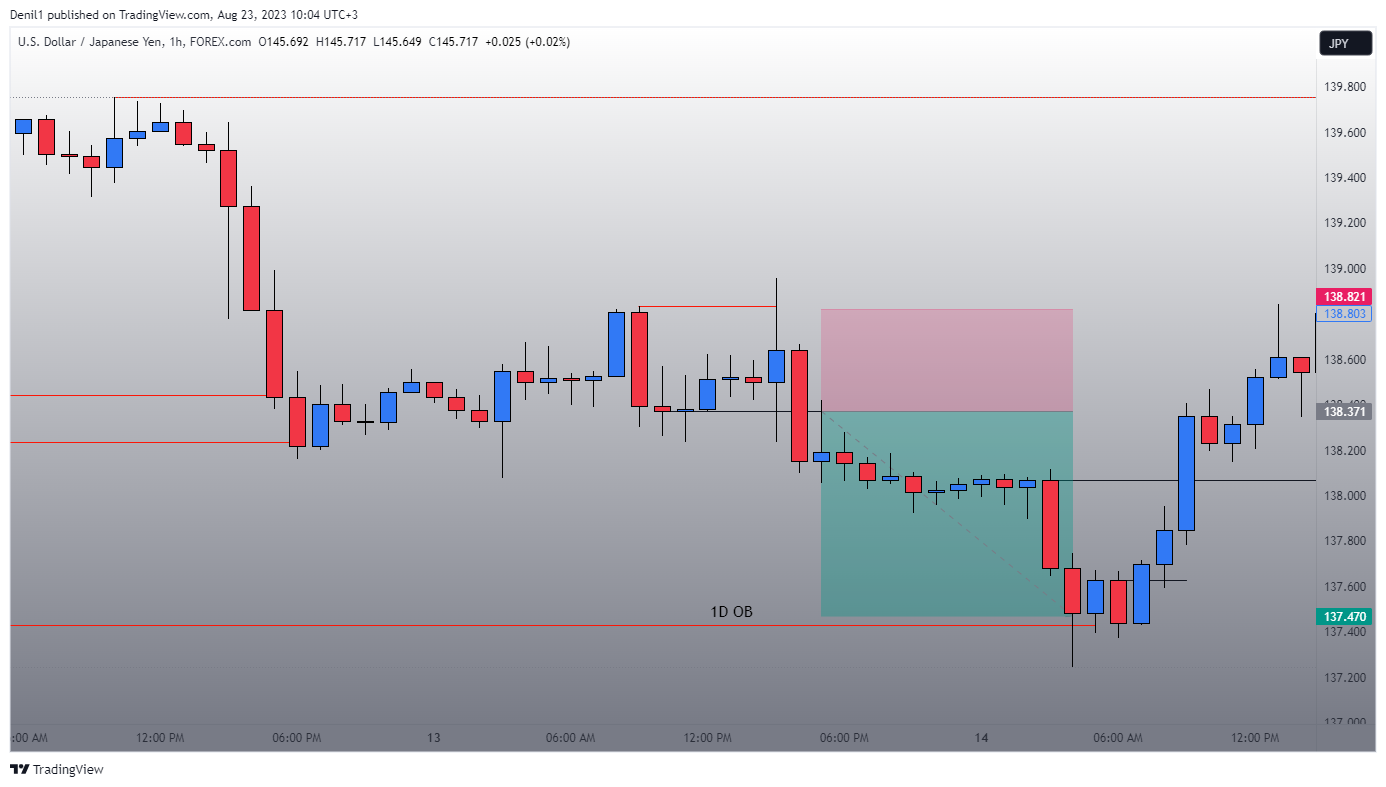 Denil1 published on TradingView.com, Aug 23, 2023 10:04 UTC+3
U.S. Dollar / Japanese Yen, 1h, FOREX.com O145.692 H145.717 L145.649 C145.717 +0.025 (+0.02%)
JPY
139.800
139.600
139.400
139.200
139.000
138.821
138.803
138.600
138.371
138.200
138.000
137.800
137.600
1D OB
137.470
137.400
137.200
137.000
:00 AM 12:00 PM 06:00 PM 13 06:00 AM 12:00 PM 06:00 PM 14 06:00 AM 12:00 PM
TradingView